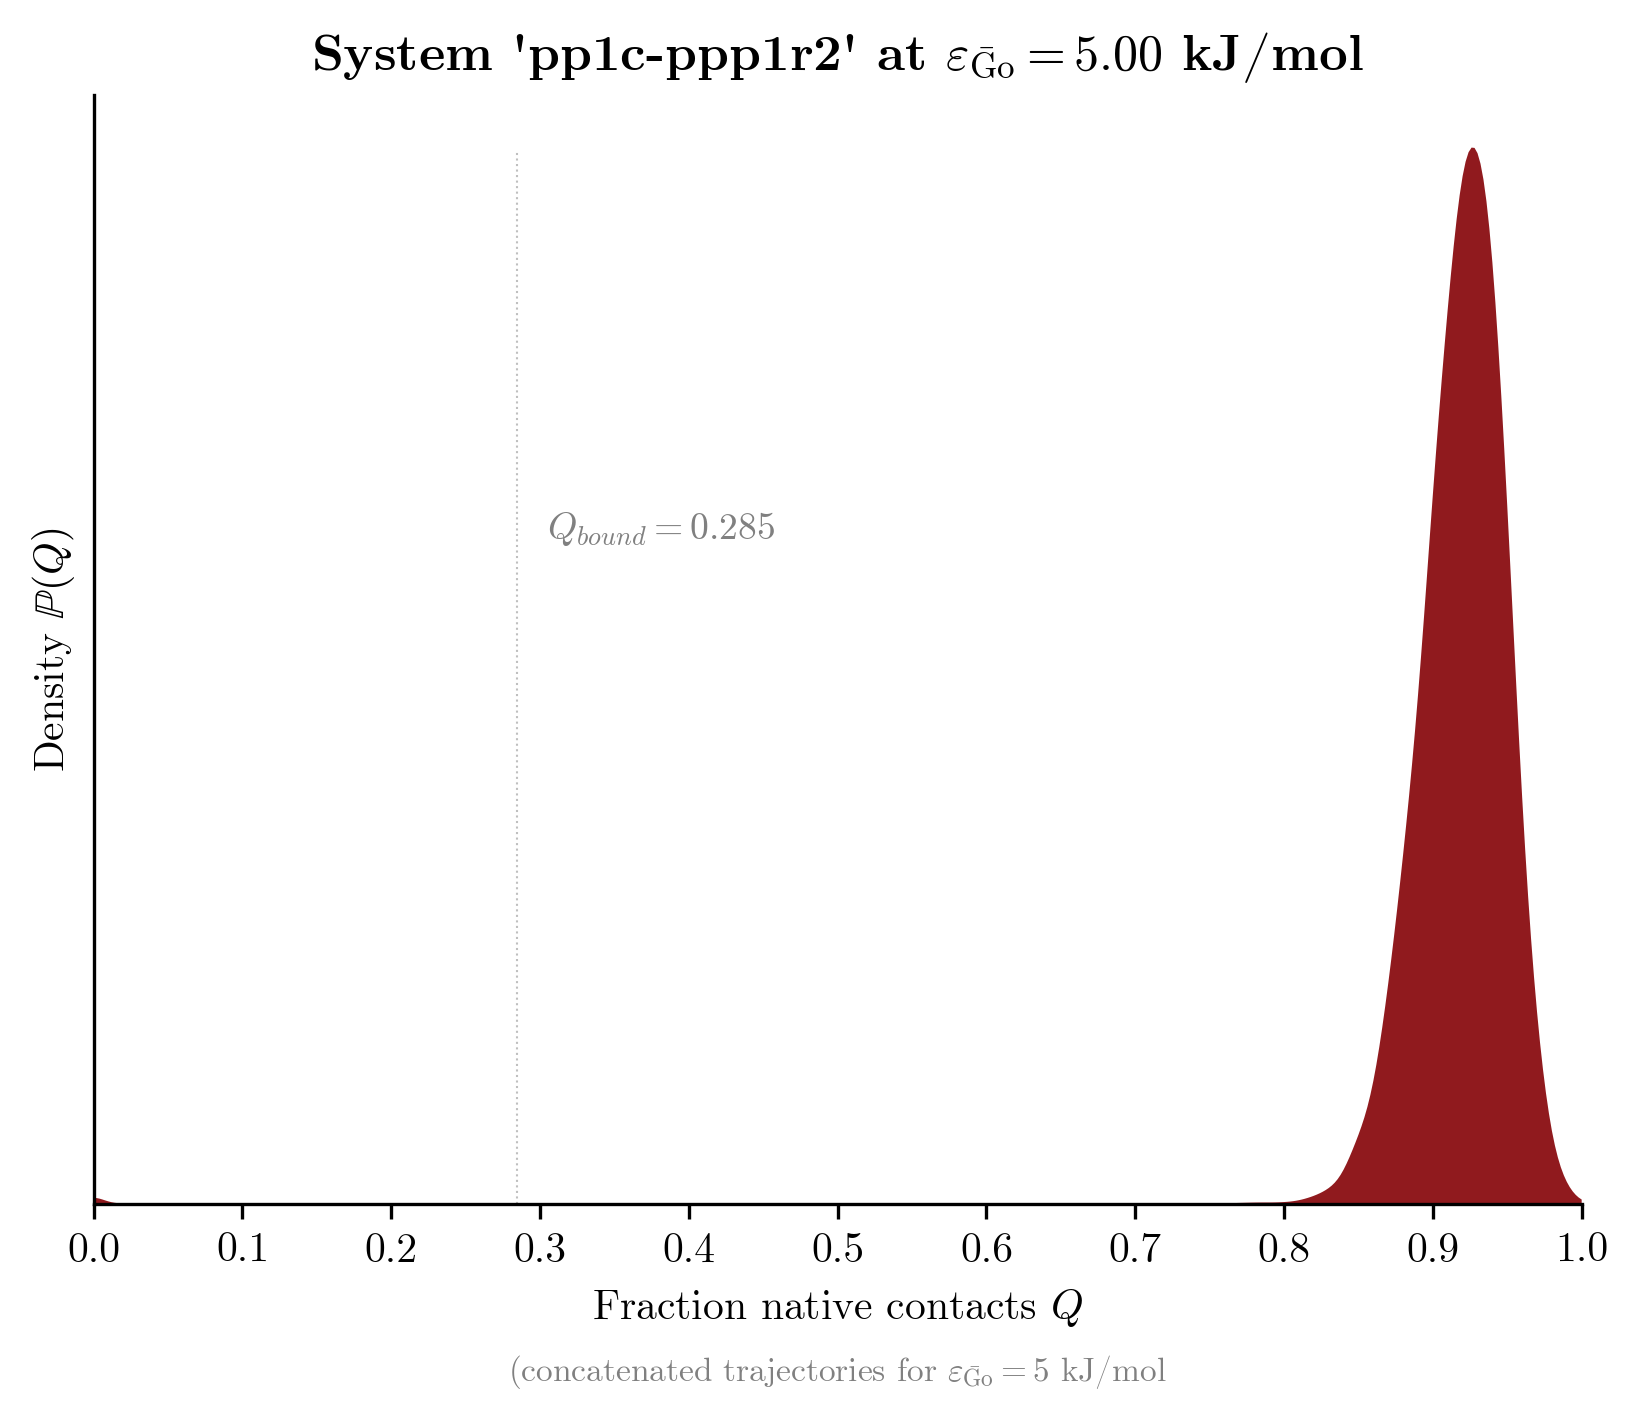 System 'pp1c-ppp1r2' at ε_Ḡo = 5.00 kJ/mol
Density ℙ(Q)
Q_bound = 0.285
0.0 0.1 0.2 0.3 0.4 0.5 0.6 0.7 0.8 0.9 1.0
Fraction native contacts Q
(concatenated trajectories for ε_Ḡo = 5 kJ/mol